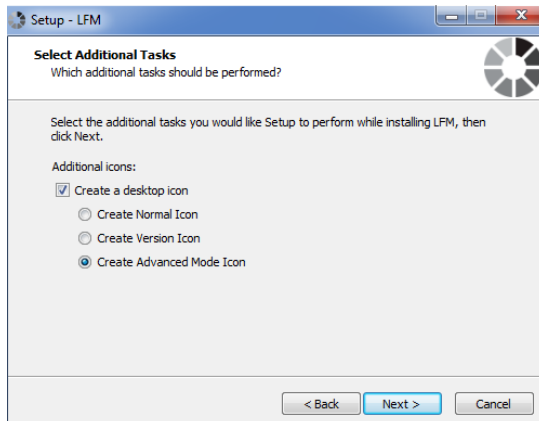 Setup - LFM
Select Additional Tasks
Which additional tasks should be performed?
Select the additional tasks you would like Setup to perform while installing LFM, then
click Next.
Additional icons:
Create a desktop icon
Create Normal Icon
Create Version Icon
Create Advanced Mode Icon
< Back
Next >
Cancel